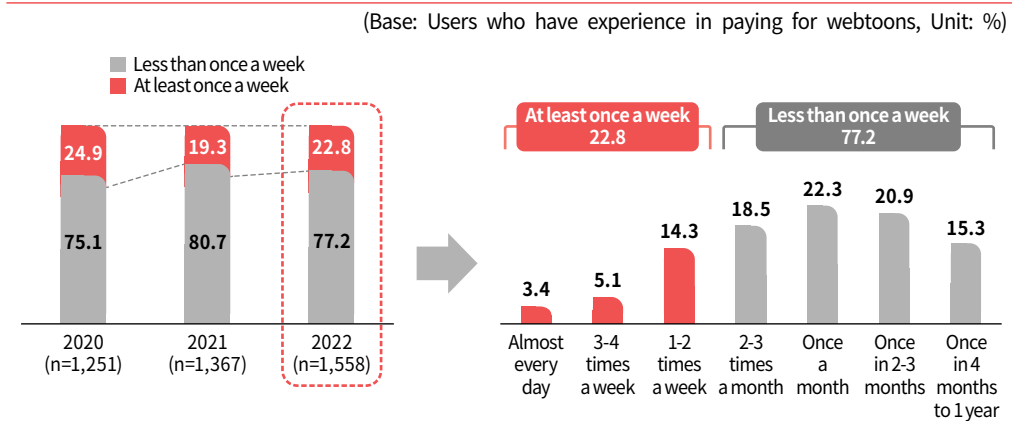 (Base: Users who have experience in paying for webtoons, Unit: %)
Less than once a week
At least once a week
24.9
19.3
22.8
75.1
80.7
77.2
2020
(n=1,251)
2021
(n=1,367)
2022
(n=1,558)
At least once a week
22.8
Less than once a week
77.2
3.4
5.1
14.3
18.5
22.3
20.9
15.3
Almost
every
day
3-4
times
a week
1-2
times
a week
2-3
times
a month
Once
a
month
Once
in 2-3
months
Once
in 4
months
to 1 year